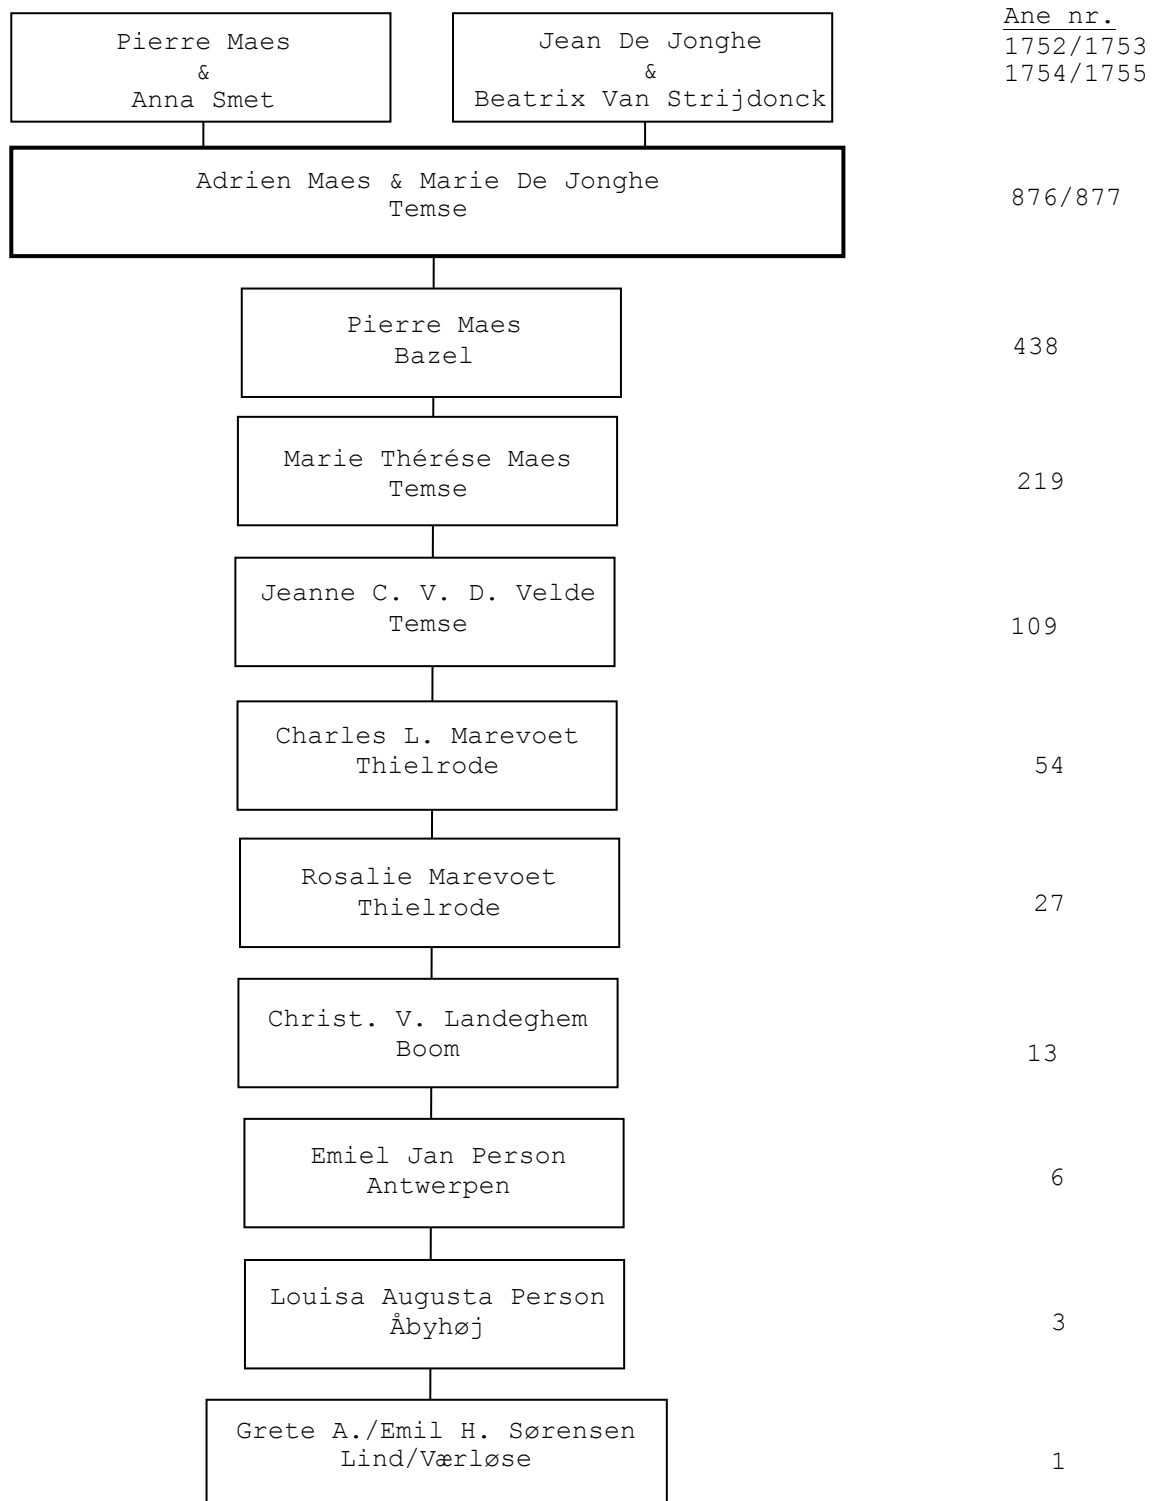 Pierre Maes
&
Anna Smet
Jean De Jonghe
&
Beatrix Van Strijdonck
Ane nr.
1752/1753
1754/1755
Adrien Maes & Marie De Jonghe
Temse
876/877
Pierre Maes
Bazel
438
Marie Thérése Maes
Temse
219
Jeanne C. V. D. Velde
Temse
109
Charles L. Marevoet
Thielrode
54
Rosalie Marevoet
Thielrode
27
Christ. V. Landeghem
Boom
13
Emiel Jan Person
Antwerpen
6
Louisa Augusta Person
Åbyhøj
3
Grete A./Emil H. Sørensen
Lind/Værløse
1